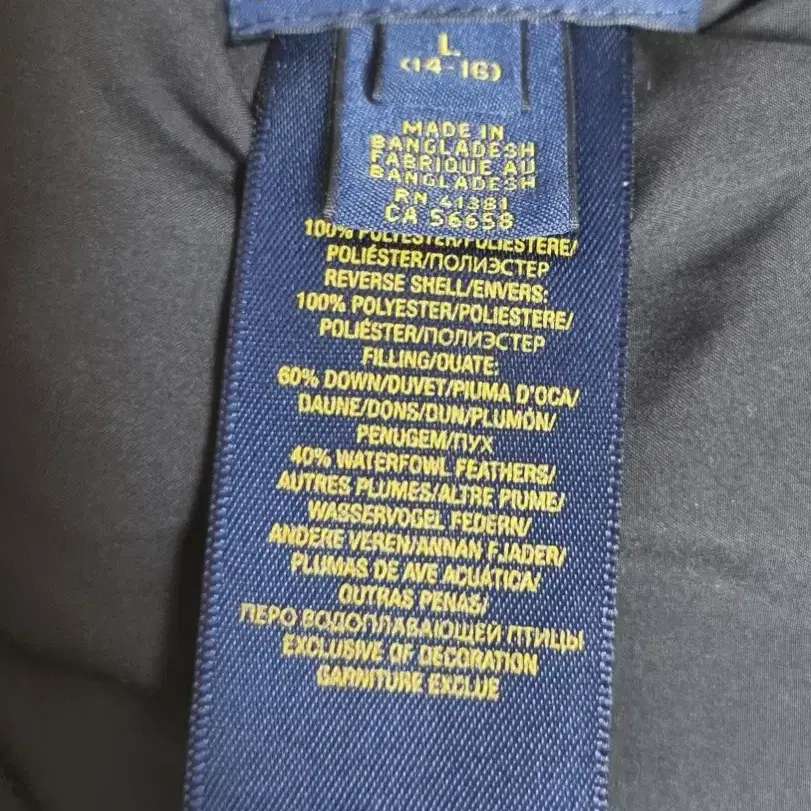 L
(14-16)
MADE IN
BANGLADESH
FABRIQUE AU
BANGLADESH
RN 41381
CA 56658
100% POLYESTER/POLIESTERE/
POLIÉSTER/ПОЛИЭСТЕР
REVERSE SHELL/ENVERS:
100% POLYESTER/POLIESTERE/
POLIÉSTER/ПОЛИЭСТЕР
FILLING/OUATE:
60% DOWN/DUVET/PIUMA D'OCA/
DAUNE/DONS/DUN/PLUMÓN/
PENUGEM/ПУХ
40% WATERFOWL FEATHERS/
AUTRES PLUMES/ALTRE PIUME/
WASSERVOGEL FEDERN/
ANDERE VEREN/ANNAN FJADER/
PLUMAS DE AVE ACUÁTICA/
OUTRAS PENAS/
ПЕРО ВОДОПЛАВАЮЩЕЙ ПТИЦЫ
EXCLUSIVE OF DECORATION
GARNITURE EXCLUE